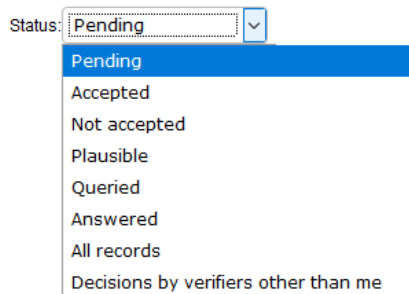 Status: Pending
Pending
Accepted
Not accepted
Plausible
Queried
Answered
All records
Decisions by verifiers other than me